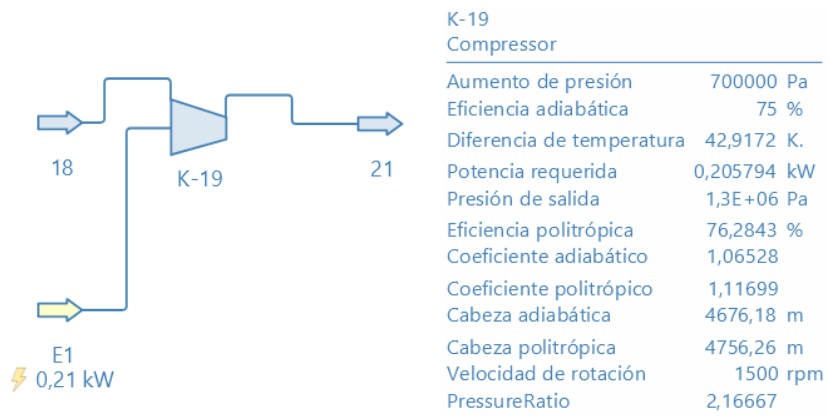 18
K-19
21
E1
0,21 kW
K-19
Compressor
Aumento de presión 700000 Pa
Eficiencia adiabática 75 %
Diferencia de temperatura 42,9172 K.
Potencia requerida 0,205794 kW
Presión de salida 1,3E+06 Pa
Eficiencia politrópica 76,2843 %
Coeficiente adiabático 1,06528
Coeficiente politrópico 1,11699
Cabeza adiabática 4676,18 m
Cabeza politrópica 4756,26 m
Velocidad de rotación 1500 rpm
PressureRatio 2,16667